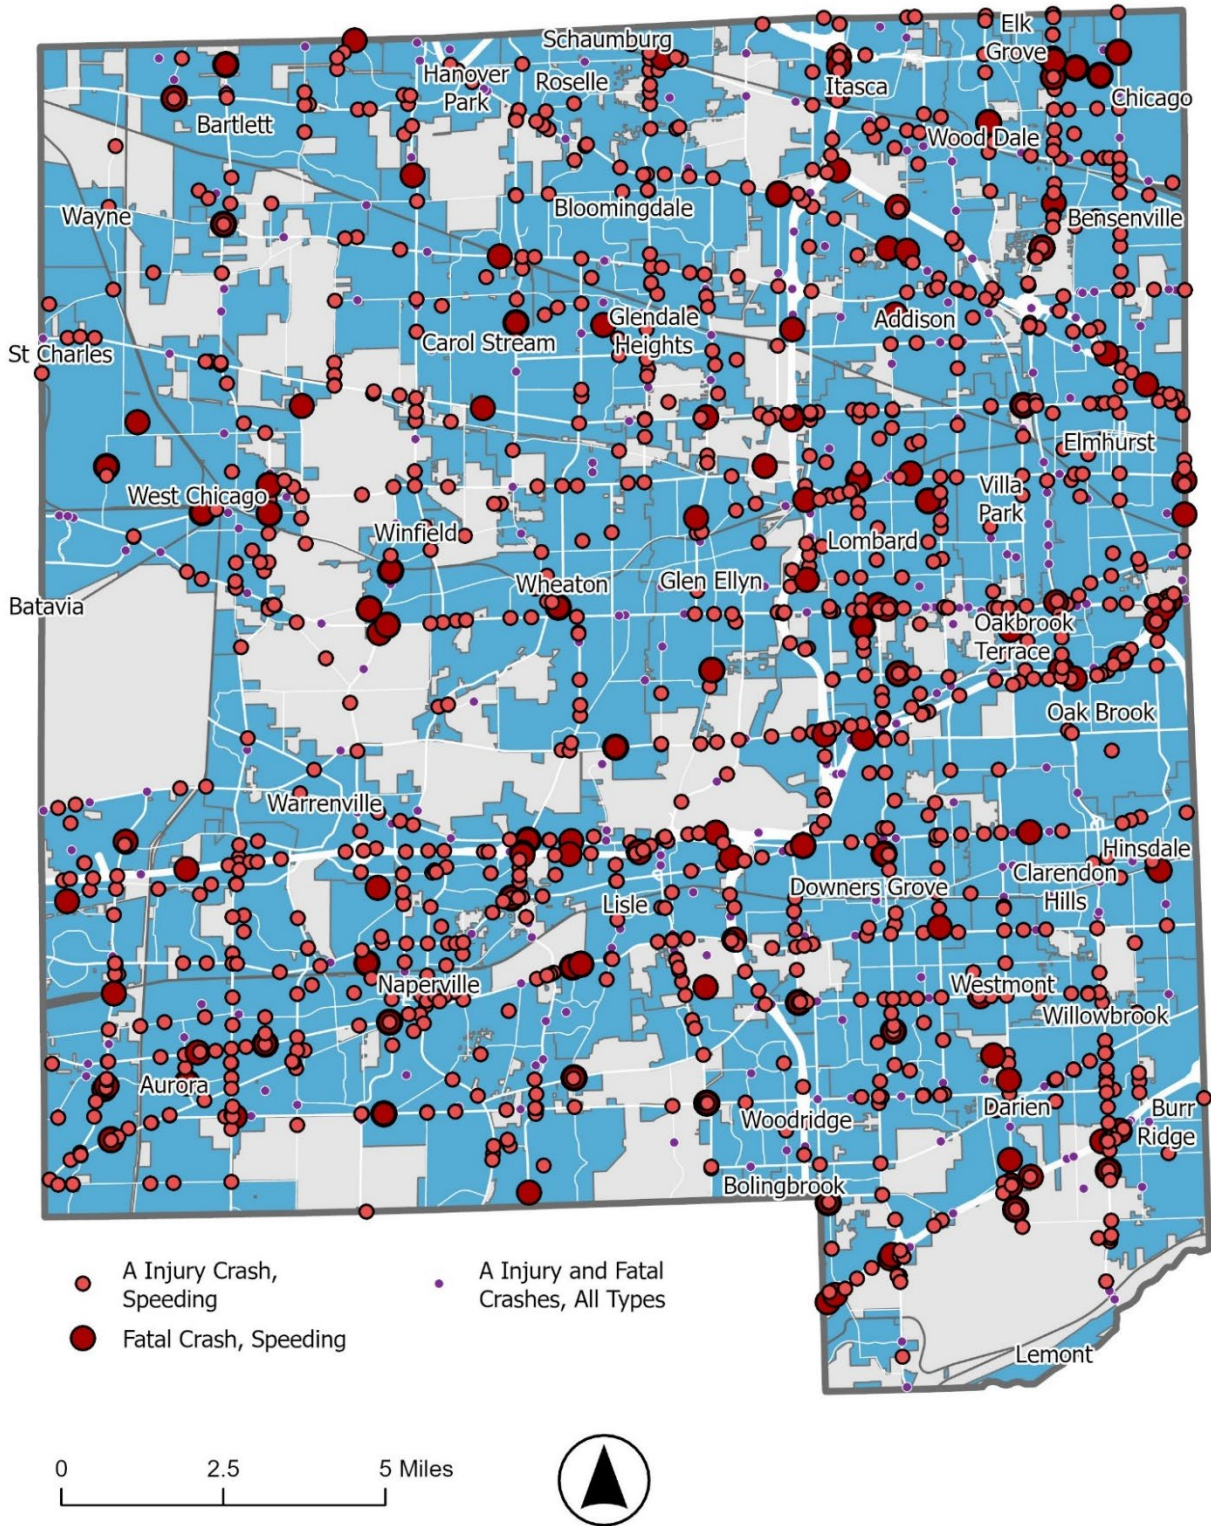 Schaumburg
Elk
Grove
Hanover
Park
Roselle
Itasca
Chicago
Bartlett
Wood Dale
Wayne
Bloomingdale
Bensenville
Glendale
Heights
Addison
Carol Stream
St Charles
Elmhurst
West Chicago
Villa
Park
Winfield
Lombard
Wheaton
Glen Ellyn
Batavia
Oakbrook
Terrace
Oak Brook
Warrenville
Hinsdale
Clarendon
Hills
Downers Grove
Lisle
Naperville
Westmont
Willowbrook
Aurora
Darien
Burr
Ridge
Woodridge
Bolingbrook
A Injury Crash,
Speeding
A Injury and Fatal
Crashes, All Types
Fatal Crash, Speeding
Lemont
0 2.5 5 Miles